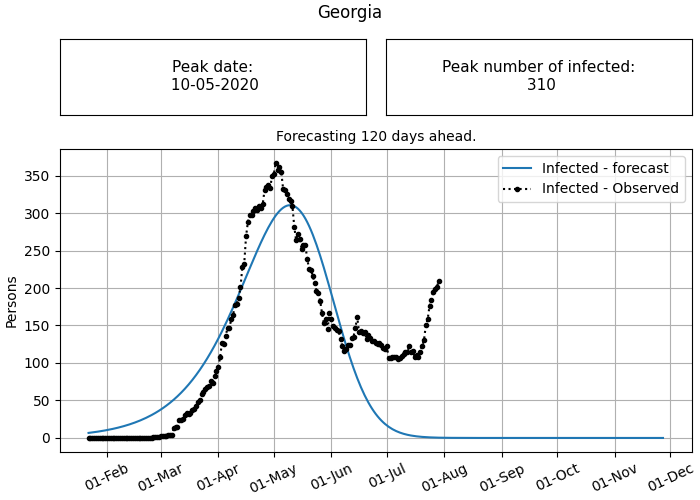 Georgia
Peak date:
10-05-2020
Peak number of infected:
310
Forecasting 120 days ahead.
Infected - forecast
Infected - Observed
Persons
350
300
250
200
150
100
50
0
01-Feb
01-Mar
01-Apr
01-May
01-Jun
01-Jul
01-Aug
01-Sep
01-Oct
01-Nov
01-Dec